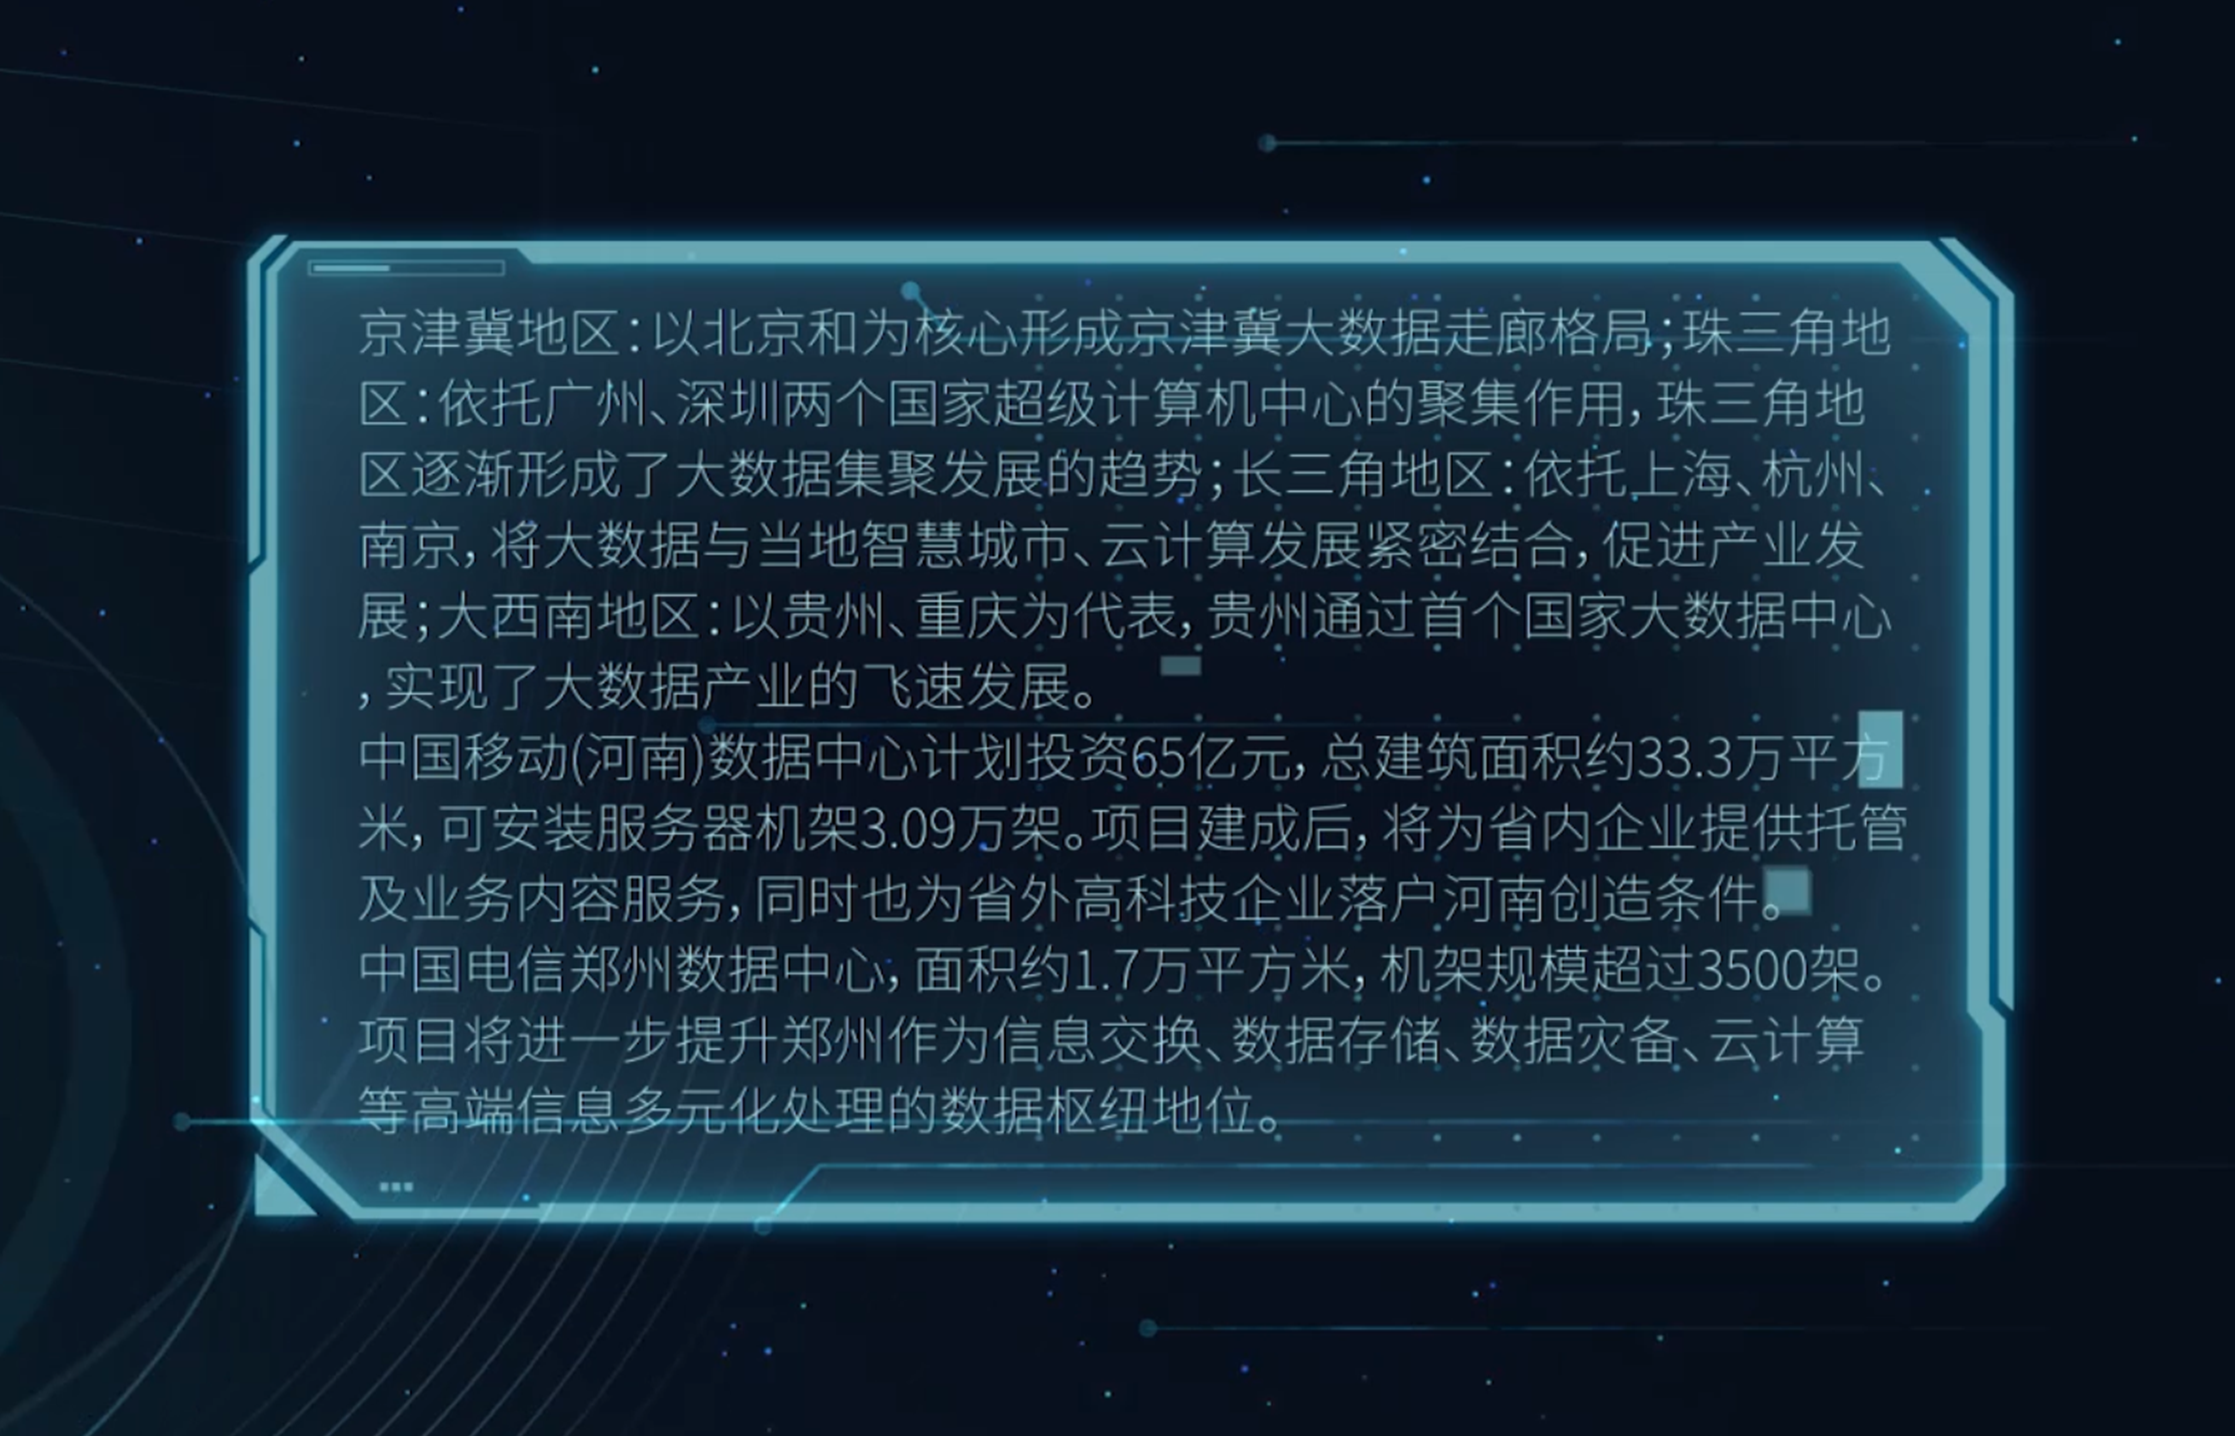 京津冀地区：以北京和为核心形成京津冀大数据走廊格局；珠三角地
区：依托广州、深圳两个国家超级计算机中心的聚集作用，珠三角地
区逐渐形成了大数据集聚发展的趋势；长三角地区：依托上海、杭州、
南京，将大数据与当地智慧城市、云计算发展紧密结合，促进产业发
展；大西南地区：以贵州、重庆为代表，贵州通过首个国家大数据中心
，实现了大数据产业的飞速发展。
中国移动(河南)数据中心计划投资65亿元，总建筑面积约33.3万平方
米，可安装服务器机架3.09万架。项目建成后，将为省内企业提供托管
及业务内容服务，同时也为省外高科技企业落户河南创造条件。
中国电信郑州数据中心，面积约1.7万平方米，机架规模超过3500架。
项目将进一步提升郑州作为信息交换、数据存储、数据灾备、云计算
等高端信息多元化处理的数据枢纽地位。